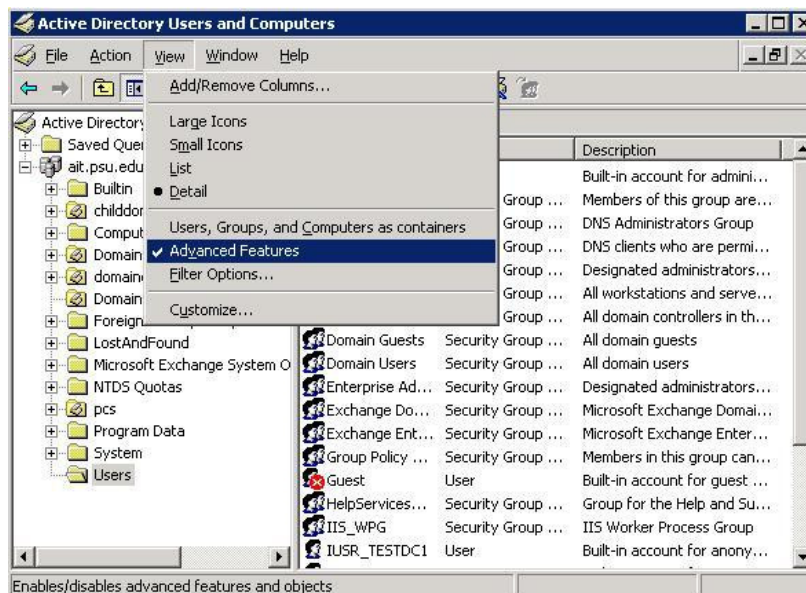 Active Directory Users and Computers
File Action View Window Help
Add/Remove Columns...
Large Icons
Small Icons
List
Detail
Users, Groups, and Computers as containers
Advanced Features
Filter Options...
Customize...
Active Directory
Saved Quer
ait.psu.edu
Builtin
childdor
Comput
Domain
domain
Domain
Foreign
LostAndFound
Microsoft Exchange System O
NTDS Quotas
pcs
Program Data
System
Users
Description
Built-in account for admini...
Group ... Members of this group are...
Group ... DNS Administrators Group
Group ... DNS clients who are permi...
Group ... Designated administrators...
Group ... All workstations and serve...
Group ... All domain controllers in th...
Domain Guests Security Group ... All domain guests
Domain Users Security Group ... All domain users
Enterprise Ad... Security Group ... Designated administrators...
Exchange Do... Security Group ... Microsoft Exchange Domai...
Exchange Ent... Security Group ... Microsoft Exchange Enter...
Group Policy ... Security Group ... Members in this group can...
Guest User Built-in account for guest ...
HelpServices... Security Group ... Group for the Help and Su...
IIS_WPG Security Group ... IIS Worker Process Group
IUSR_TESTDC1 User Built-in account for anony...
Enables/disables advanced features and objects